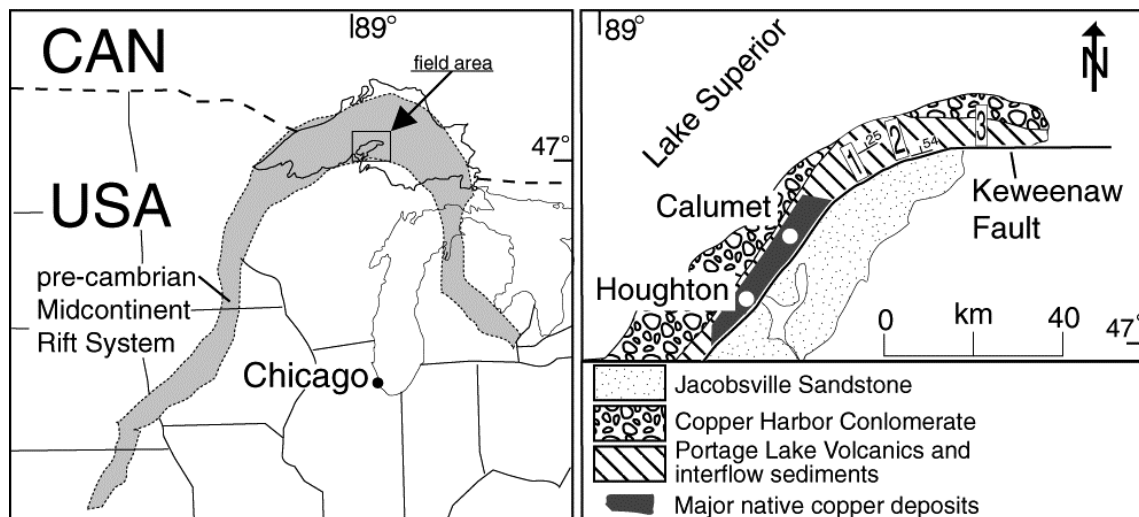 89°
CAN
field area
47°
USA
pre-cambrian
Midcontinent
Rift System
Chicago
89°
N
Lake Superior
3
2
1
25
54
Keweenaw
Fault
Calumet
Houghton
0 km 40
47°
Jacobsville Sandstone
Copper Harbor Conlomerate
Portage Lake Volcanics and
interflow sediments
Major native copper deposits